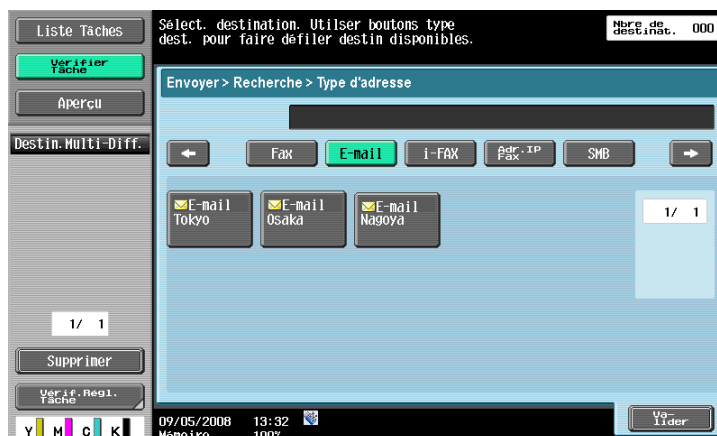 Liste Tâches
Vérifier
Tâche
Aperçu
Destin.Multi-Diff.
1/ 1
Supprimer
Vérif.Régl.
Tâche
Y M C K
Sélect. destination. Utilser boutons type
dest. pour faire défiler destin disponibles.
Nbre de
destinat. 000
Envoyer > Recherche > Type d'adresse
Fax
E-mail
i-FAX
Adr.IP
Fax
SMB
E-mail
Tokyo
E-mail
Osaka
E-mail
Nagoya
1/ 1
09/05/2008 13:32
Mémoire 100%
Va-
lider